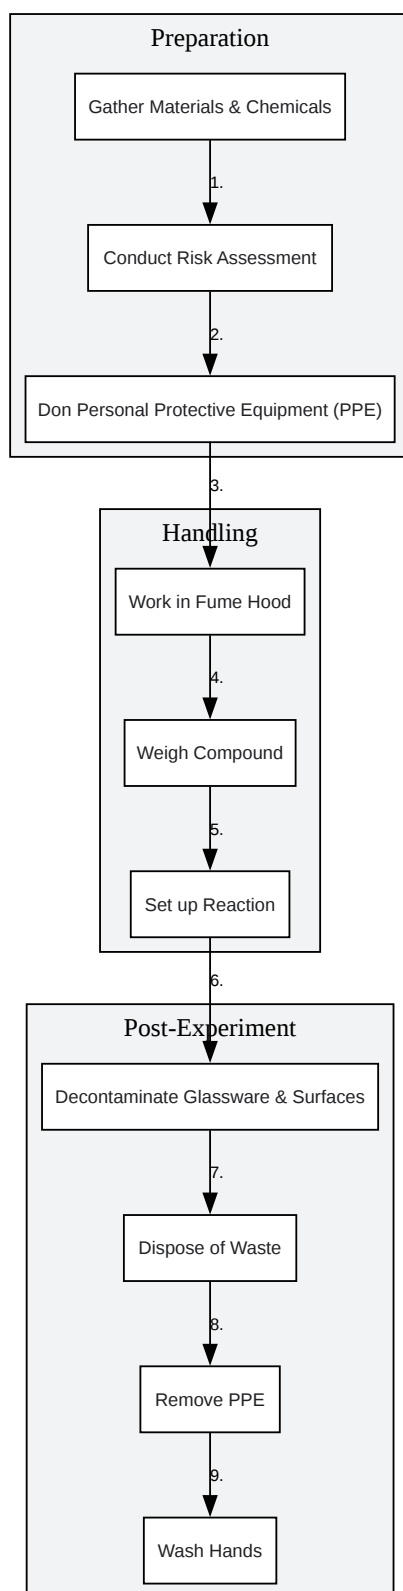 Preparation
Gather Materials & Chemicals
1.
Conduct Risk Assessment
2.
Don Personal Protective Equipment (PPE)
3.
Handling
Work in Fume Hood
4.
Weigh Compound
5.
Set up Reaction
6.
Post-Experiment
Decontaminate Glassware & Surfaces
7.
Dispose of Waste
8.
Remove PPE
9.
Wash Hands